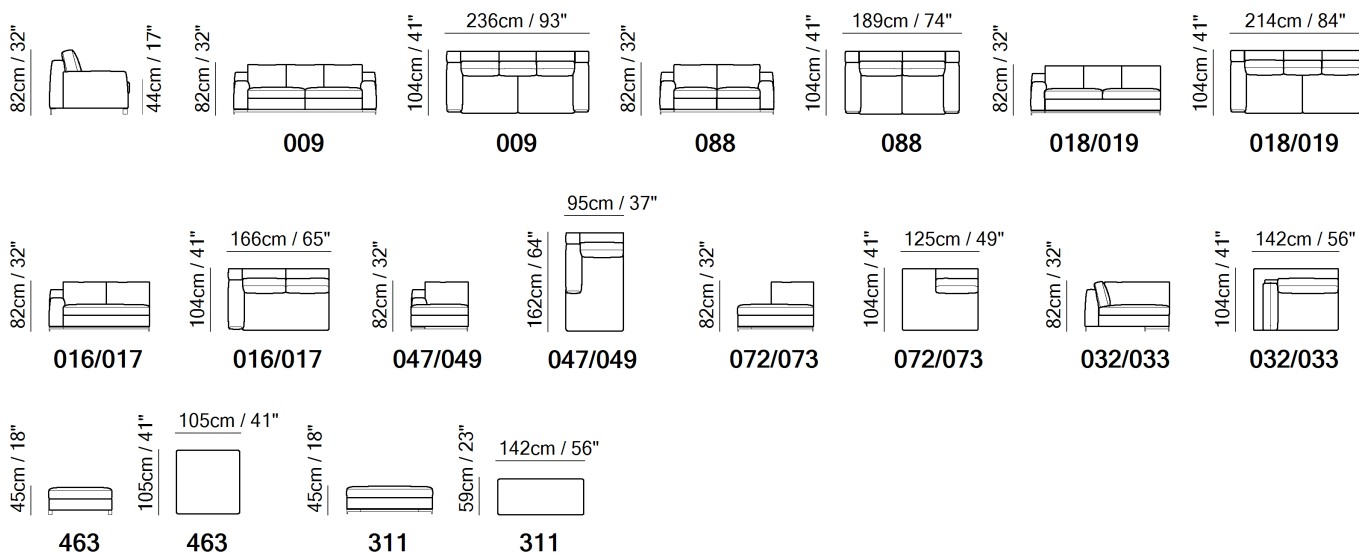 82cm / 32"
44cm / 17"
82cm / 32"
009
104cm / 41"
236cm / 93"
009
82cm / 32"
088
104cm / 41"
189cm / 74"
088
82cm / 32"
018/019
104cm / 41"
214cm / 84"
018/019
82cm / 32"
016/017
104cm / 41"
166cm / 65"
016/017
82cm / 32"
047/049
162cm / 64"
95cm / 37"
047/049
82cm / 32"
072/073
104cm / 41"
125cm / 49"
072/073
82cm / 32"
032/033
104cm / 41"
142cm / 56"
032/033
45cm / 18"
463
105cm / 41"
105cm / 41"
463
45cm / 18"
311
59cm / 23"
142cm / 56"
311